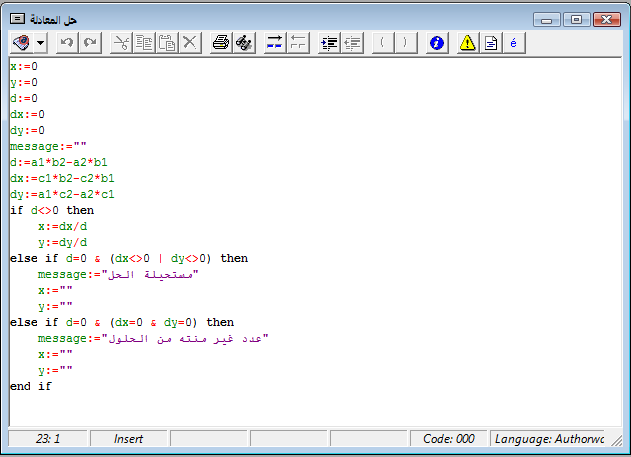 حل المعادلة
( ) i é
x:=0
y:=0
d:=0
dx:=0
dy:=0
message:=""
d:=a1*b2-a2*b1
dx:=c1*b2-c2*b1
dy:=a1*c2-a2*c1
if d<>0 then
    x:=dx/d
    y:=dy/d
else if d=0 & (dx<>0 | dy<>0) then
    message:="مستحيلة الحل"
    x:=""
    y:=""
else if d=0 & (dx=0 & dy=0) then
    message:="عدد غير منته من الحلول"
    x:=""
    y:=""
end if
23: 1 Insert Code: 000 Language: Authorwa